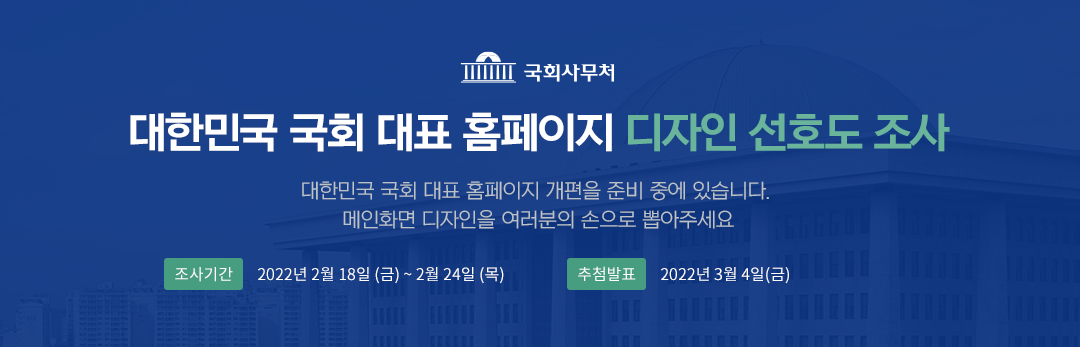 국회사무처
대한민국 국회 대표 홈페이지 디자인 선호도 조사
대한민국 국회 대표 홈페이지 개편을 준비 중에 있습니다.
메인화면 디자인을 여러분의 손으로 뽑아주세요
조사기간 2022년 2월 18일 (금) ~ 2월 24일 (목) 추첨발표 2022년 3월 4일(금)